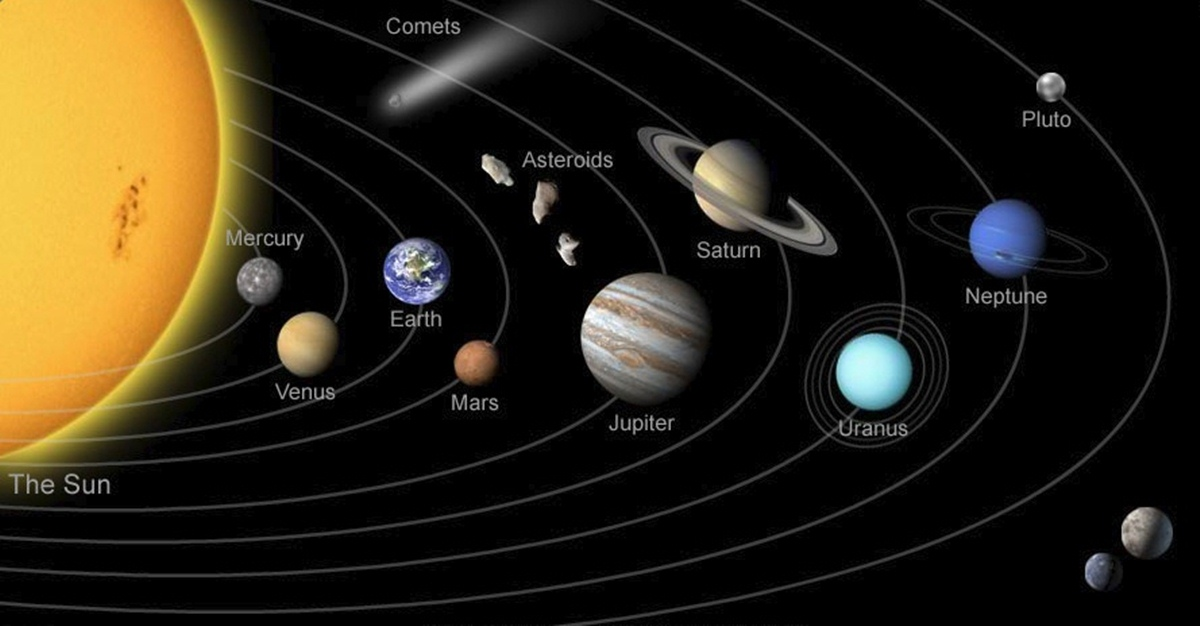 Comets
Pluto
Asteroids
Mercury
Saturn
Neptune
Earth
Venus
Mars
Jupiter
Uranus
The Sun